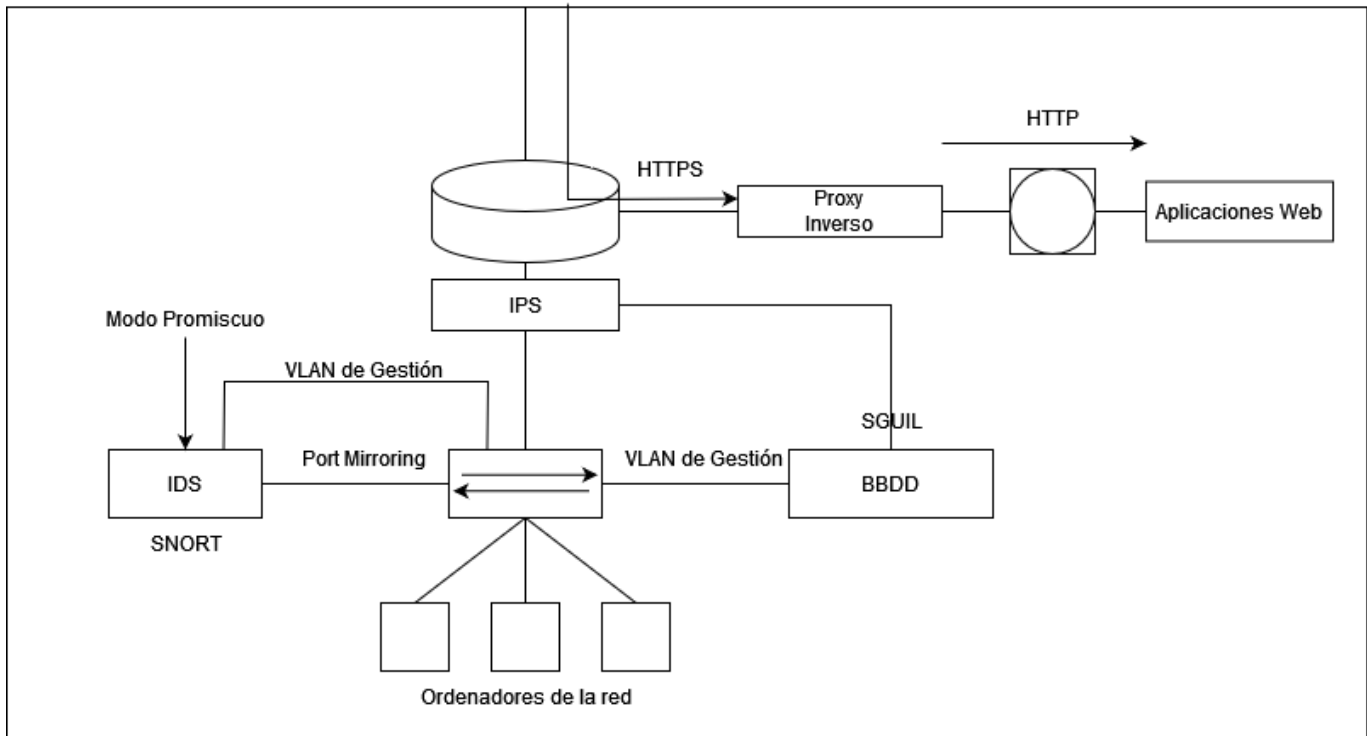 HTTP
HTTPS
Proxy
Inverso
Aplicaciones Web
IPS
Modo Promiscuo
VLAN de Gestión
SGUIL
Port Mirroring
VLAN de Gestión
IDS
BBDD
SNORT
Ordenadores de la red